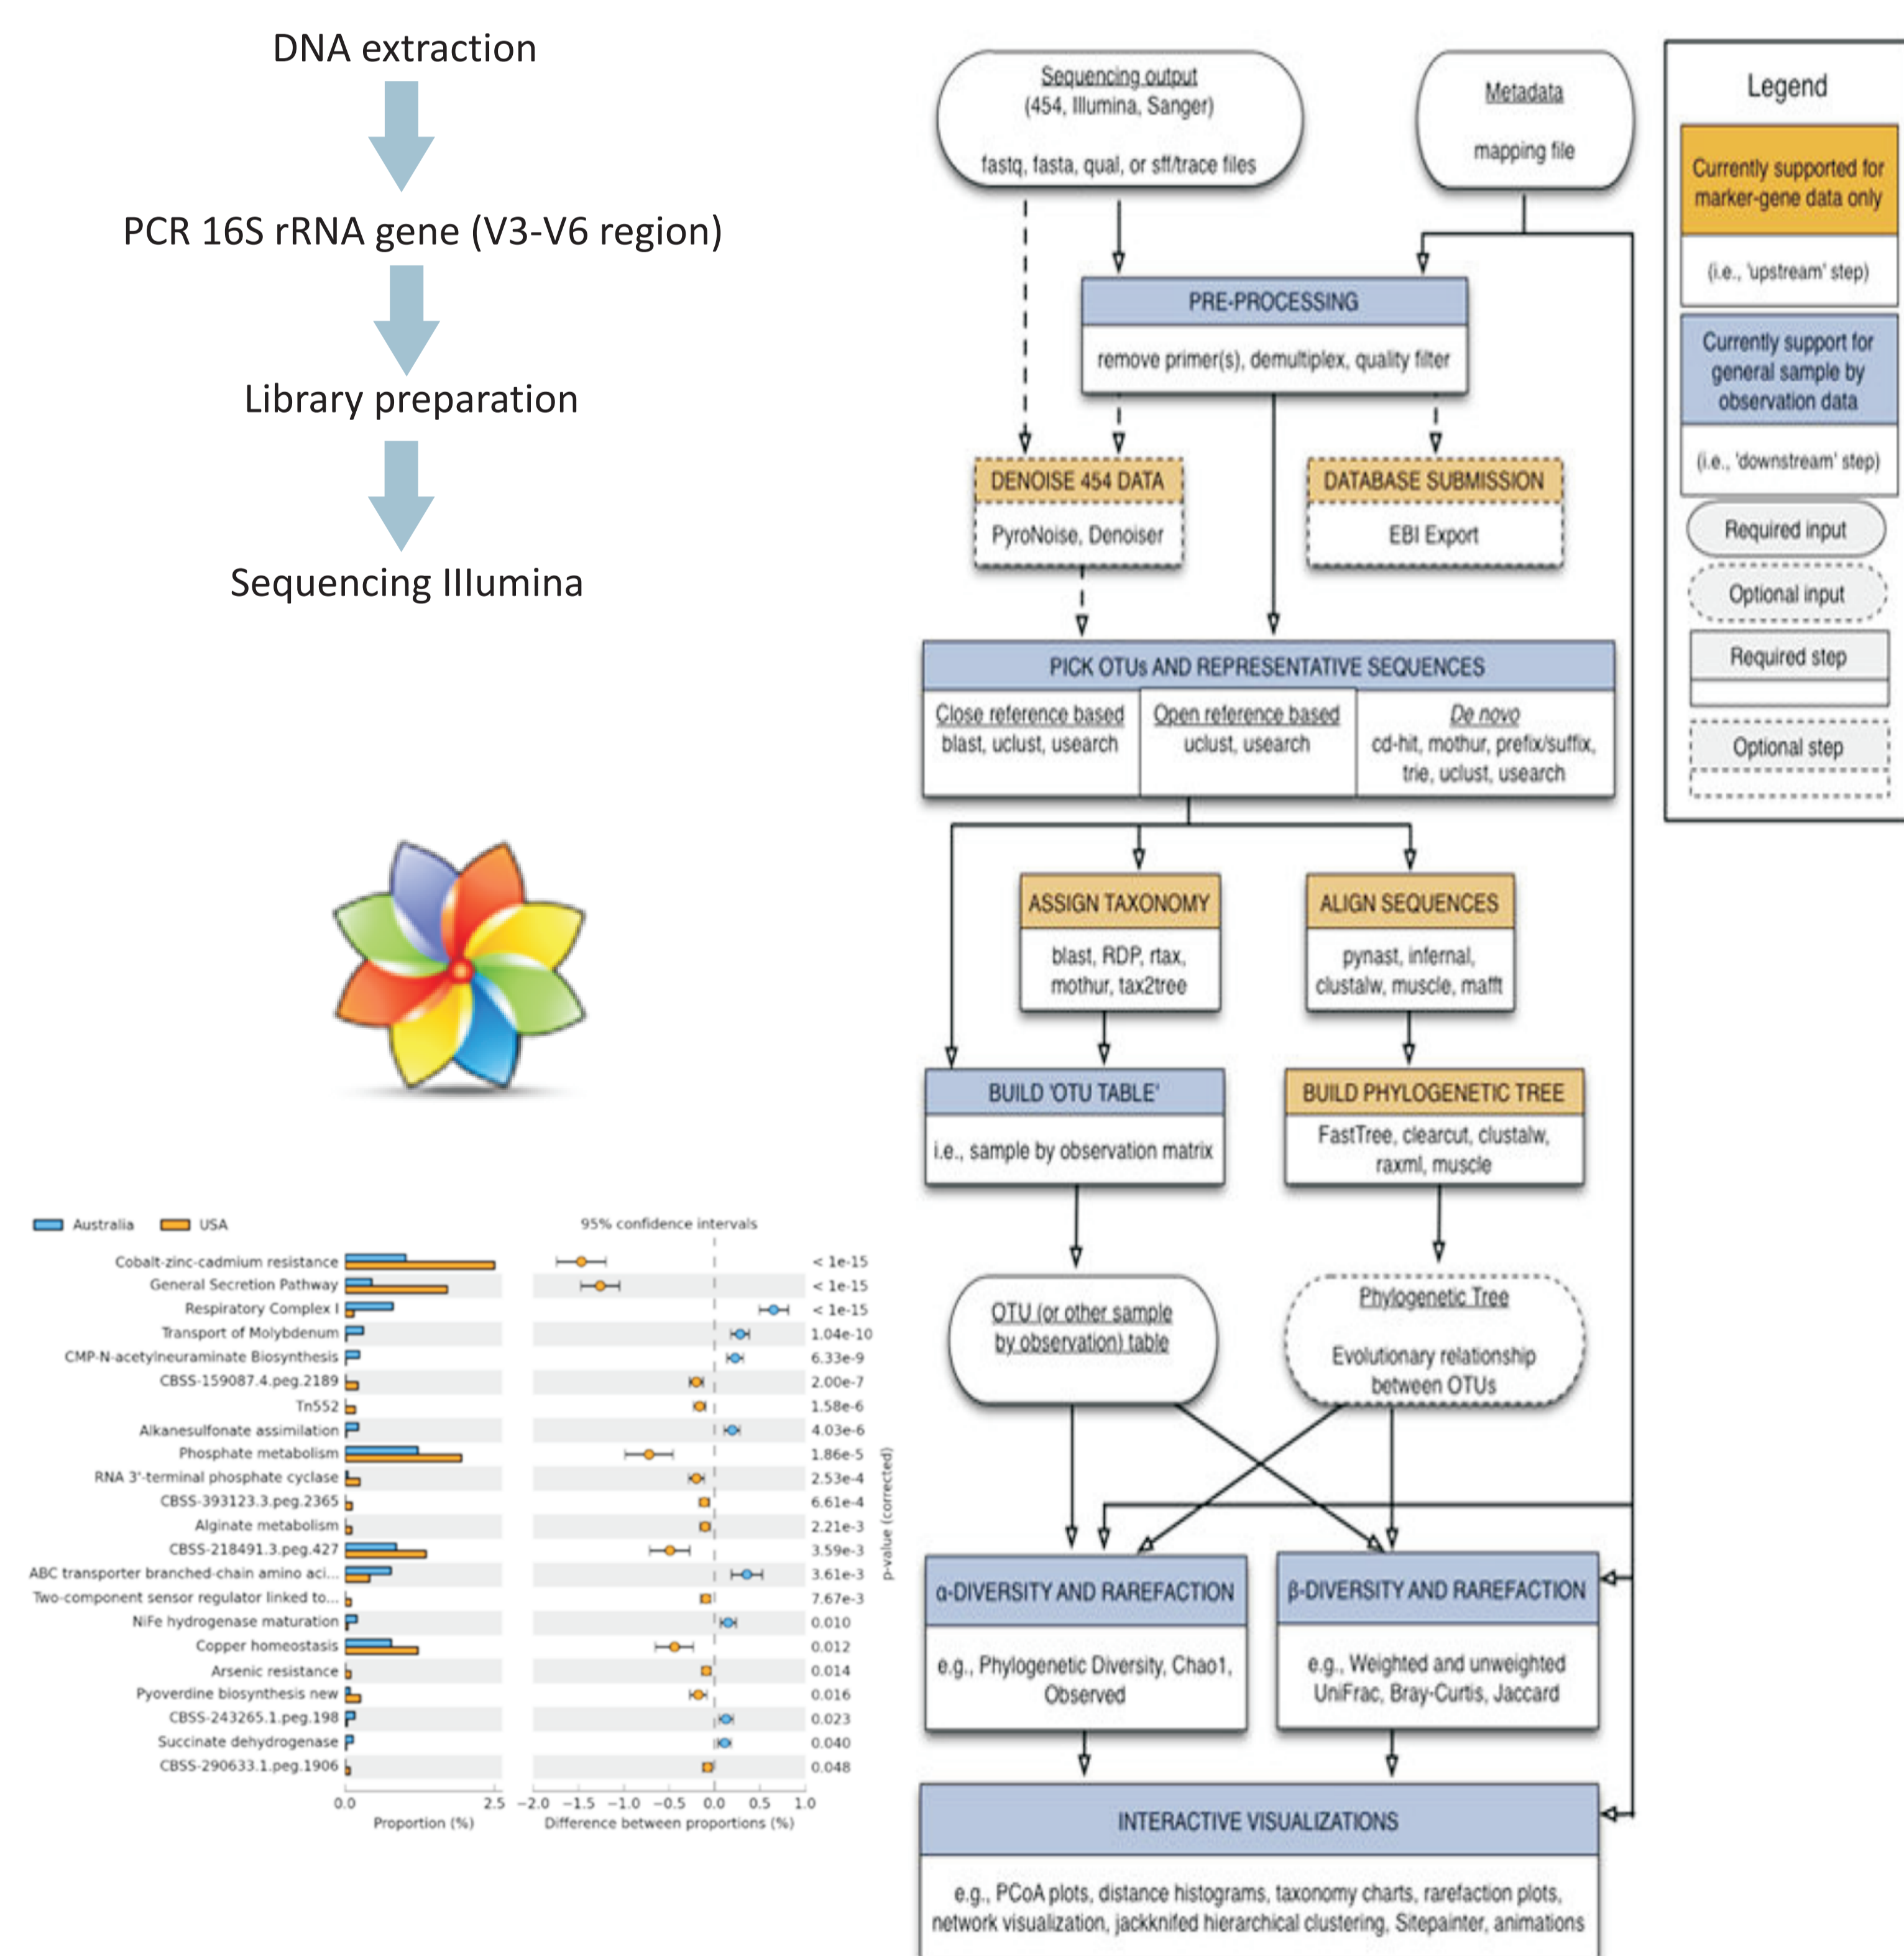 DNA extraction
PCR 16S rRNA gene (V3-V6 region)
Library preparation
Sequencing Illumina
Australia
USA
95% confidence intervals
Cobalt-zinc-cadmium resistance
< 1e-15
General Secretion Pathway
< 1e-15
Respiratory Complex I
< 1e-15
Transport of Molybdenum
1.04e-10
CMP-N-acetylneuraminate Biosynthesis
6.33e-9
CBSS-159087.4.peg.2189
2.00e-7
Tn552
1.58e-6
Alkanesulfonate assimilation
4.03e-6
Phosphate metabolism
1.86e-5
RNA 3'-terminal phosphate cyclase
2.53e-4
CBSS-393123.3.peg.2365
6.61e-4
Alginate metabolism
2.21e-3
CBSS-218491.3.peg.427
3.59e-3
ABC transporter branched-chain amino aci...
3.61e-3
Two-component sensor regulator linked to...
7.67e-3
NiFe hydrogenase maturation
0.010
Copper homeostasis
0.012
Arsenic resistance
0.014
Pyoverdine biosynthesis new
0.016
CBSS-243265.1.peg.198
0.023
Succinate dehydrogenase
0.040
CBSS-290633.1.peg.1906
0.048
p-value (corrected)
0.0 2.5
−2.0 −1.5 −1.0 −0.5 0.0 0.5 1.0
Proportion (%)
Difference between proportions (%)
Sequencing output
(454, Illumina, Sanger)
fastq, fasta, qual, or sff/trace files
Metadata
mapping file
PRE-PROCESSING
remove primer(s), demultiplex, quality filter
DENOISE 454 DATA
PyroNoise, Denoiser
DATABASE SUBMISSION
EBI Export
PICK OTUs AND REPRESENTATIVE SEQUENCES
Close reference based
blast, uclust, usearch
Open reference based
uclust, usearch
De novo
cd-hit, mothur, prefix/suffix,
trie, uclust, usearch
ASSIGN TAXONOMY
blast, RDP, rtax,
mothur, tax2tree
ALIGN SEQUENCES
pynast, infernal,
clustalw, muscle, mafft
BUILD 'OTU TABLE'
i.e., sample by observation matrix
BUILD PHYLOGENETIC TREE
FastTree, clearcut, clustalw,
raxml, muscle
OTU (or other sample
by observation) table
Phylogenetic Tree
Evolutionary relationship
between OTUs
α-DIVERSITY AND RAREFACTION
e.g., Phylogenetic Diversity, Chao1,
Observed
β-DIVERSITY AND RAREFACTION
e.g., Weighted and unweighted
UniFrac, Bray-Curtis, Jaccard
INTERACTIVE VISUALIZATIONS
e.g., PCoA plots, distance histograms, taxonomy charts, rarefaction plots,
network visualization, jackknifed hierarchical clustering, Sitepainter, animations
Legend
Currently supported for
marker-gene data only
(i.e., 'upstream' step)
Currently support for
general sample by
observation data
(i.e., 'downstream' step)
Required input
Optional input
Required step
Optional step